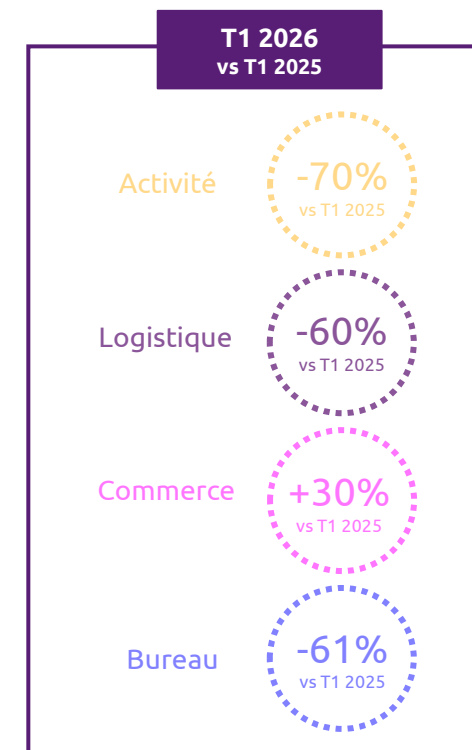 T1 2026
vs T1 2025
Activité
-70%
vs T1 2025
Logistique
-60%
vs T1 2025
Commerce
+30%
vs T1 2025
Bureau
-61%
vs T1 2025